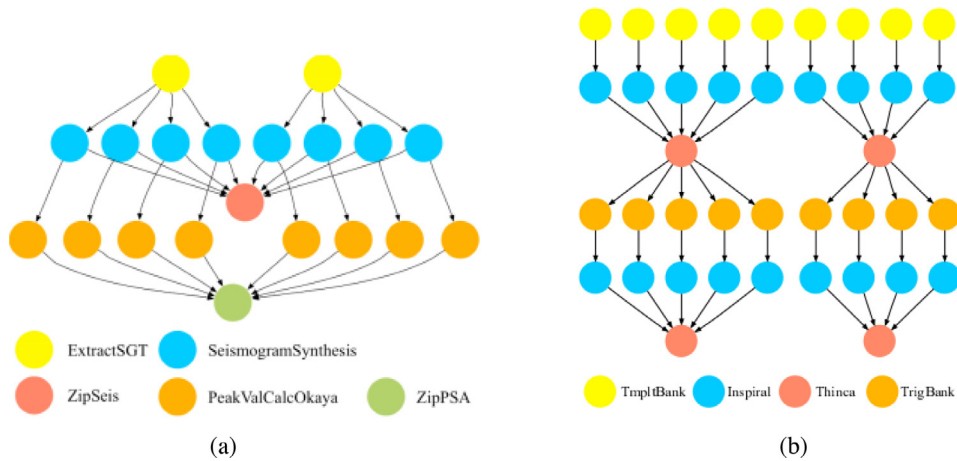 ExtractSGT SeismogramSynthesis
ZipSeis PeakValCalcOkaya ZipPSA
(a)
TmpltBank Inspiral Thinca TrigBank
(b)